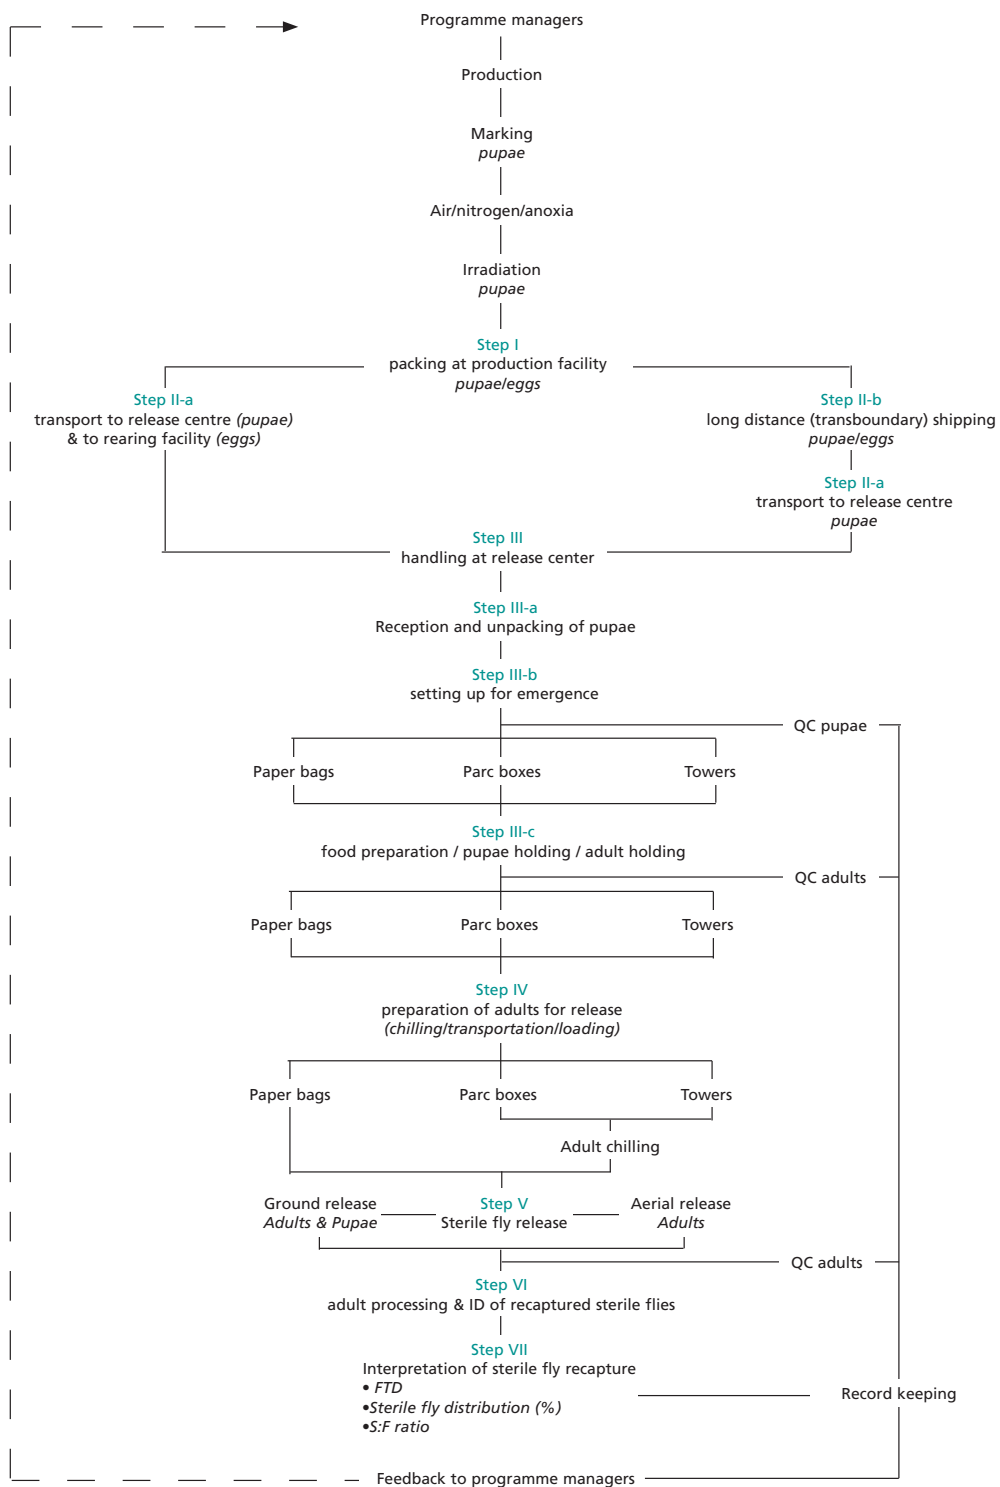 Programme managers
Production
Marking
pupae
Air/nitrogen/anoxia
Irradiation
pupae
Step I
packing at production facility
pupae/eggs
Step II-a
transport to release centre (pupae)
& to rearing facility (eggs)
Step II-b
long distance (transboundary) shipping
pupae/eggs
Step II-a
transport to release centre
pupae
Step III
handling at release center
Step III-a
Reception and unpacking of pupae
Step III-b
setting up for emergence
QC pupae
Paper bags
Parc boxes
Towers
Step III-c
food preparation / pupae holding / adult holding
QC adults
Paper bags
Parc boxes
Towers
Step IV
preparation of adults for release
(chilling/transportation/loading)
Paper bags
Parc boxes
Towers
Adult chilling
Ground release
Adults & Pupae
Step V
Sterile fly release
Aerial release
Adults
QC adults
Step VI
adult processing & ID of recaptured sterile flies
Step VII
Interpretation of sterile fly recapture
• FTD
•Sterile fly distribution (%)
•S:F ratio
Record keeping
Feedback to programme managers